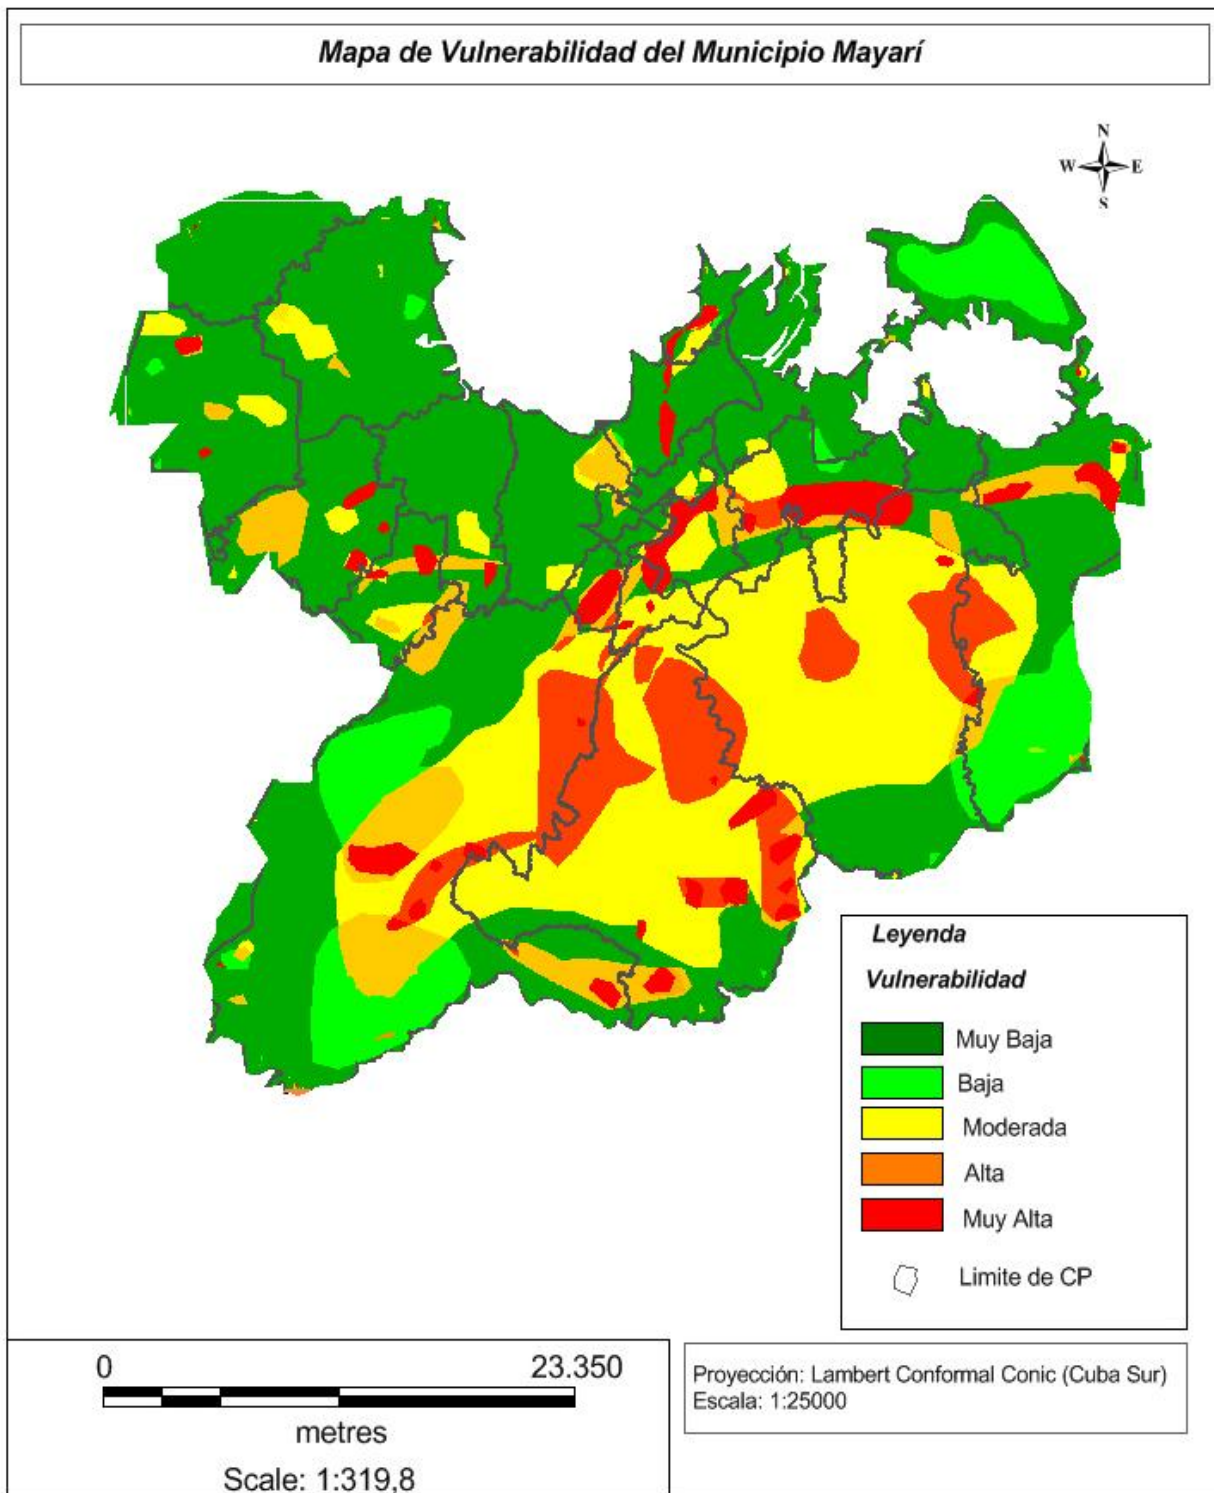 Mapa de Vulnerabilidad del Municipio Mayarí
N
W E
S
Leyenda
Vulnerabilidad
Muy Baja
Baja
Moderada
Alta
Muy Alta
Limite de CP
0 23.350
metres
Scale: 1:319,8
Proyección: Lambert Conformal Conic (Cuba Sur)
Escala: 1:25000